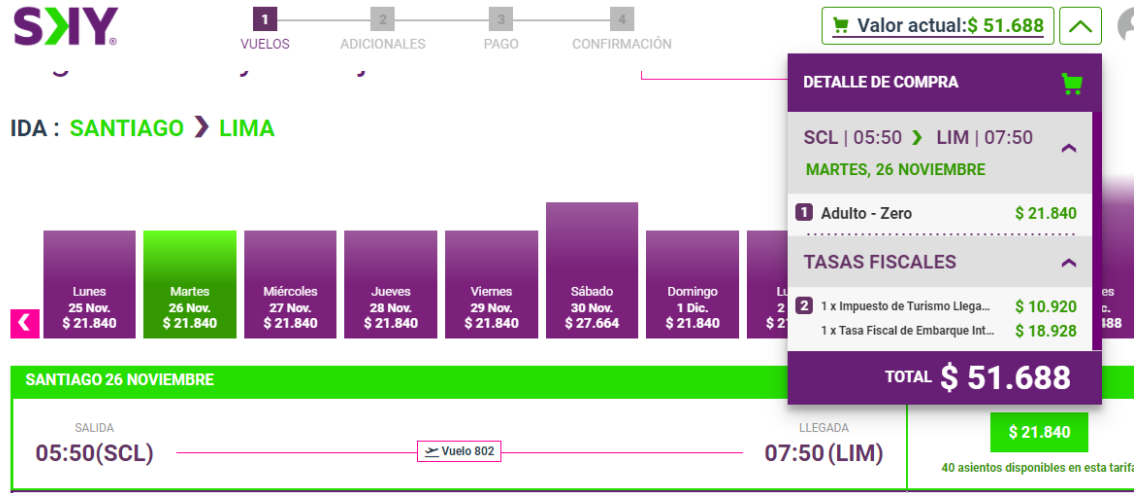 SKY
1 2 3 4
VUELOS ADICIONALES PAGO CONFIRMACIÓN
Valor actual:$ 51.688
DETALLE DE COMPRA
SCL | 05:50 > LIM | 07:50
MARTES, 26 NOVIEMBRE
1 Adulto - Zero $ 21.840
TASAS FISCALES
2 1 x Impuesto de Turismo Llega... $ 10.920
1 x Tasa Fiscal de Embarque Int... $ 18.928
TOTAL $ 51.688
IDA : SANTIAGO > LIMA
Lunes
25 Nov.
$ 21.840
Martes
26 Nov.
$ 21.840
Miércoles
27 Nov.
$ 21.840
Jueves
28 Nov.
$ 21.840
Viernes
29 Nov.
$ 21.840
Sábado
30 Nov.
$ 27.664
Domingo
1 Dic.
$ 21.840
SANTIAGO 26 NOVIEMBRE
SALIDA
05:50(SCL)
Vuelo 802
LLEGADA
07:50(LIM)
$ 21.840
40 asientos disponibles en esta tarifa